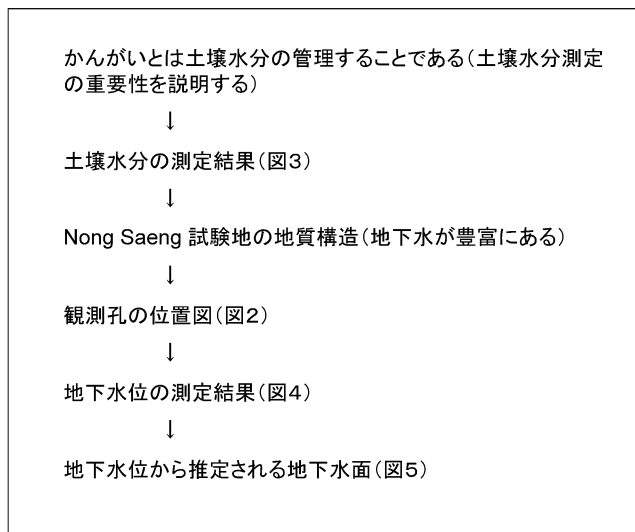 かんがいとは土壌水分の管理することである(土壌水分測定
の重要性を説明する)
↓
土壌水分の測定結果(図3)
↓
Nong Saeng 試験地の地質構造(地下水が豊富にある)
↓
観測孔の位置図(図2)
↓
地下水位の測定結果(図4)
↓
地下水位から推定される地下水面(図5)